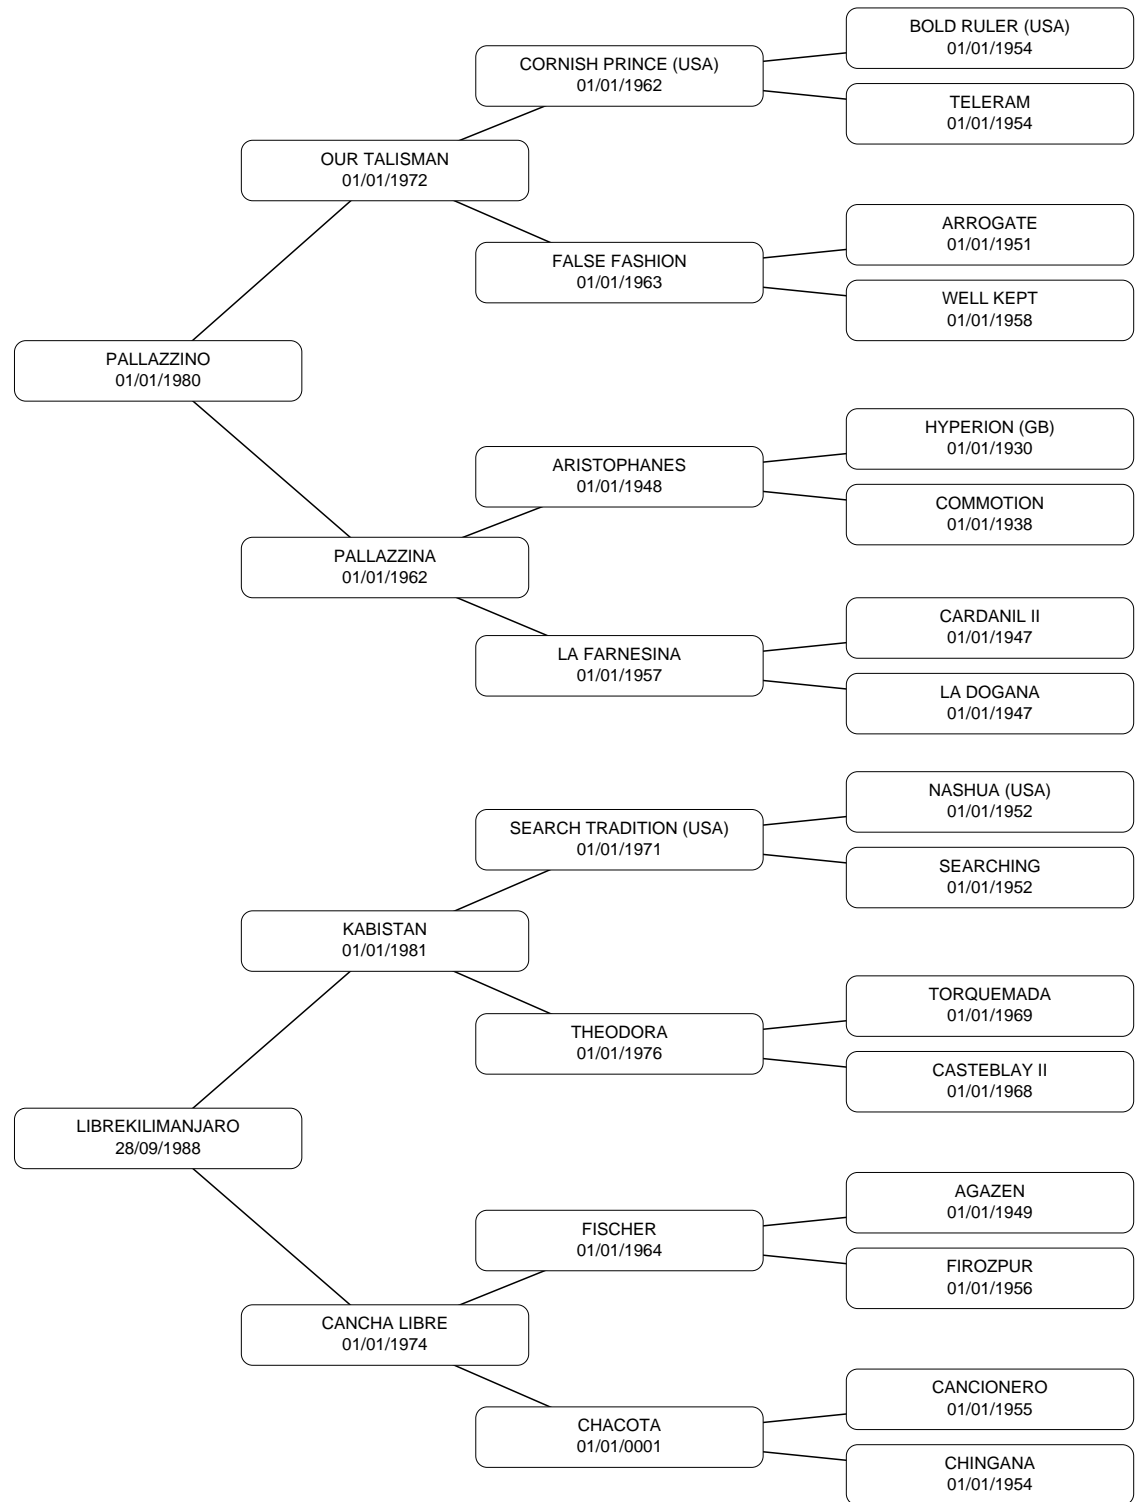 BOLD RULER (USA)
01/01/1954
CORNISH PRINCE (USA)
01/01/1962
TELERAM
01/01/1954
OUR TALISMAN
01/01/1972
ARROGATE
01/01/1951
FALSE FASHION
01/01/1963
WELL KEPT
01/01/1958
PALLAZZINO
01/01/1980
HYPERION (GB)
01/01/1930
ARISTOPHANES
01/01/1948
COMMOTION
01/01/1938
PALLAZZINA
01/01/1962
CARDANIL II
01/01/1947
LA FARNESINA
01/01/1957
LA DOGANA
01/01/1947
NASHUA (USA)
01/01/1952
SEARCH TRADITION (USA)
01/01/1971
SEARCHING
01/01/1952
KABISTAN
01/01/1981
TORQUEMADA
01/01/1969
THEODORA
01/01/1976
CASTEBLAY II
01/01/1968
LIBREKILIMANJARO
28/09/1988
AGAZEN
01/01/1949
FISCHER
01/01/1964
FIROZPUR
01/01/1956
CANCHA LIBRE
01/01/1974
CANCIONERO
01/01/1955
CHACOTA
01/01/0001
CHINGANA
01/01/1954